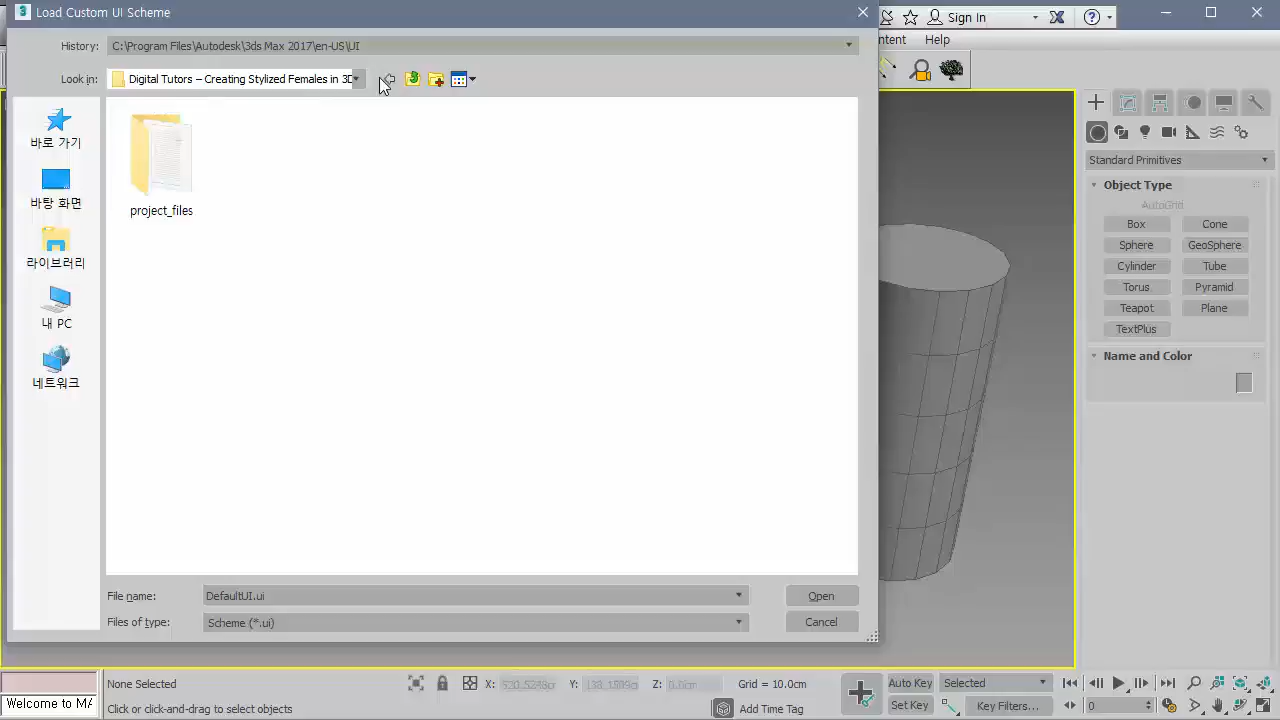 Load Custom UI Scheme
Sign In
History:
C:\Program Files\Autodesk\3ds Max 2017\en-US\UI
Help
Look in:
Digital Tutors – Creating Stylized Females in 3D
바로 가기
바탕 화면
라이브러리
내 PC
네트워크
project_files
File name:
DefaultUI.ui
Open
Files of type:
Scheme (*.ui)
Cancel
Standard Primitives
Object Type
AutoGrid
Box
Cone
Sphere
GeoSphere
Cylinder
Tube
Torus
Pyramid
Teapot
Plane
TextPlus
Name and Color
None Selected
X:
Y:
Z:
Grid = 10.0cm
Auto Key
Selected
Welcome to
Click or click-and-drag to select objects
Add Time Tag
Set Key
Key Filters...
0